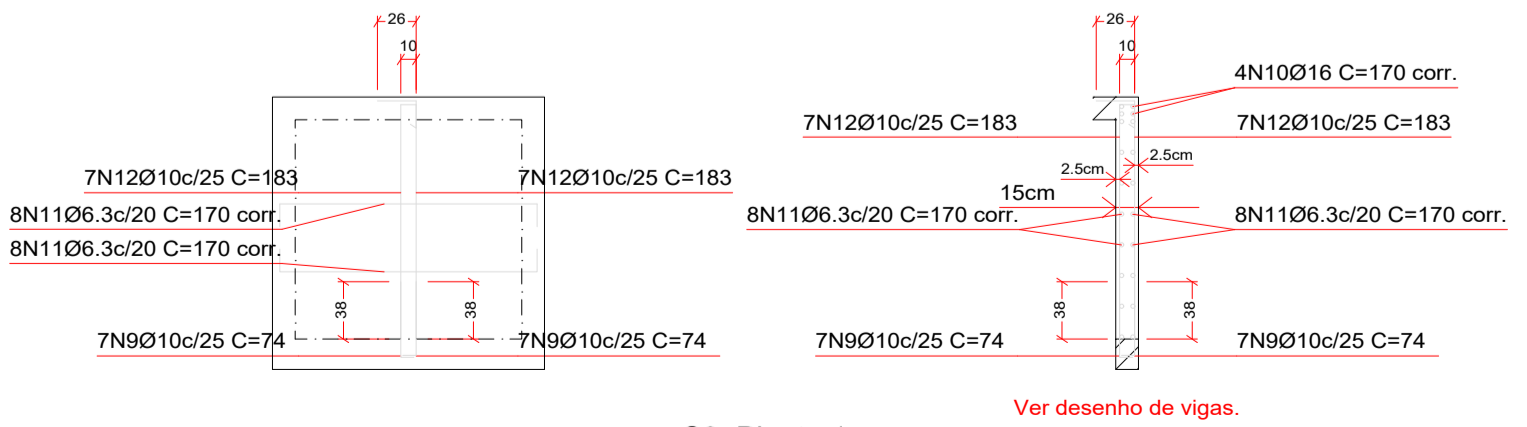 26
10
7N12Ø10c/25 C=183
7N12Ø10c/25 C=183
8N11Ø6.3c/20 C=170 corr.
8N11Ø6.3c/20 C=170 corr.
38
38
7N9Ø10c/25 C=74
7N9Ø10c/25 C=74
26
10
4N10Ø16 C=170 corr.
7N12Ø10c/25 C=183
7N12Ø10c/25 C=183
2.5cm
2.5cm
15cm
8N11Ø6.3c/20 C=170 corr.
8N11Ø6.3c/20 C=170 corr.
38
38
7N9Ø10c/25 C=74
7N9Ø10c/25 C=74
Ver desenho de vigas.